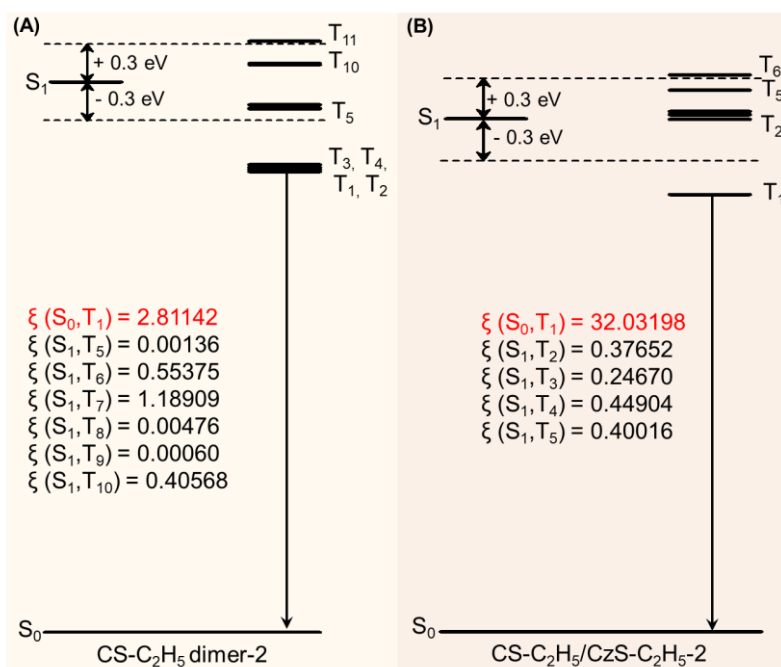 (A)
T₁₁
+ 0.3 eV
T₁₀
S₁
- 0.3 eV
T₅
T₃, T₄,
T₁, T₂
ξ (S₀,T₁) = 2.81142
ξ (S₁,T₅) = 0.00136
ξ (S₁,T₆) = 0.55375
ξ (S₁,T₇) = 1.18909
ξ (S₁,T₈) = 0.00476
ξ (S₁,T₉) = 0.00060
ξ (S₁,T₁₀) = 0.40568
S₀
CS-C₂H₅ dimer-2
(B)
T₆
+ 0.3 eV
T₅
S₁
T₂
- 0.3 eV
T₁
ξ (S₀,T₁) = 32.03198
ξ (S₁,T₂) = 0.37652
ξ (S₁,T₃) = 0.24670
ξ (S₁,T₄) = 0.44904
ξ (S₁,T₅) = 0.40016
S₀
CS-C₂H₅/CzS-C₂H₅-2